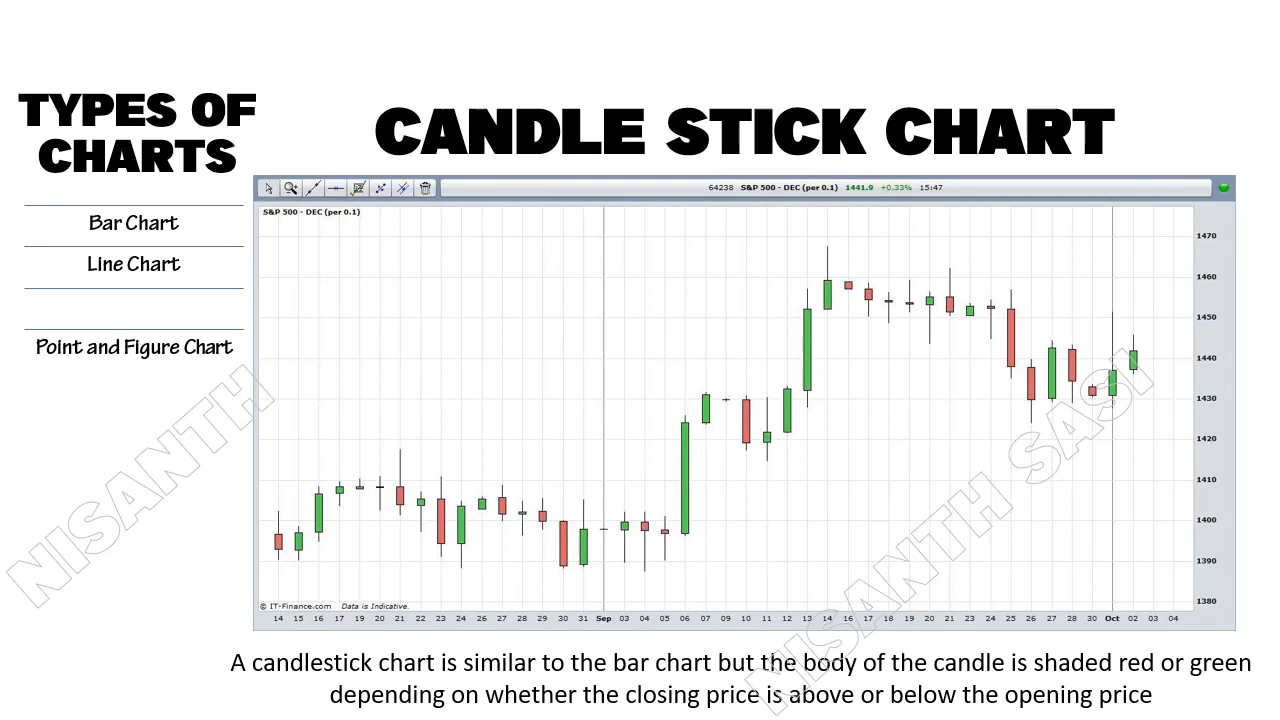 TYPES OF
CHARTS
Bar Chart
Line Chart
Point and Figure Chart
CANDLE STICK CHART
64238 S&P 500 - DEC (per 0.1) 1441.9 +0.33% 15:47
S&P 500 - DEC (per 0.1)
1470
1460
1450
1440
1430
1420
1410
1400
1390
1380
© IT-Finance.com Data is Indicative.
14 15 16 17 19 20 21 22 23 24 26 27 28 29 30 31 Sep 03 04 05 06 07 09 10 11 12 13 14 16 17 18 19 20 21 23 24 25 26 27 28 30 Oct 02 03 04
A candlestick chart is similar to the bar chart but the body of the candle is shaded red or green
depending on whether the closing price is above or below the opening price
NISANTH
NISANTH SASI